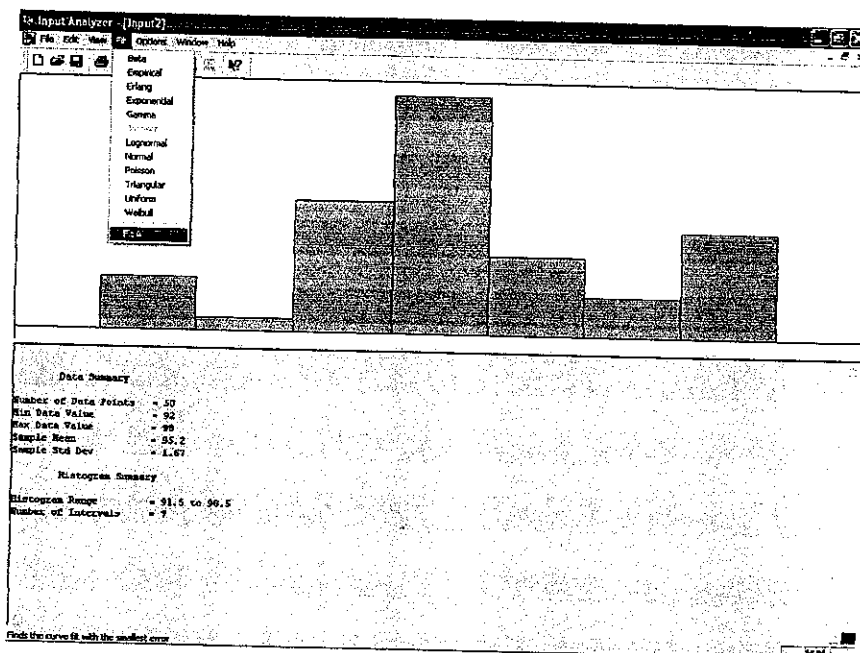 Input Analyzer - [Input2]
File Edit View Fit Options Window Help
Beta
Empirical
Erlang
Exponential
Gamma
Lognormal
Normal
Poisson
Triangular
Uniform
Weibull
Data Summary
Number of Data Points = 50
Min Data Value = 92
Max Data Value = 98
Sample Mean = 95.2
Sample Std Dev = 1.67
Histogram Summary
Histogram Range = 91.5 to 98.5
Number of Intervals = 7
Finds the curve fit with the smallest error